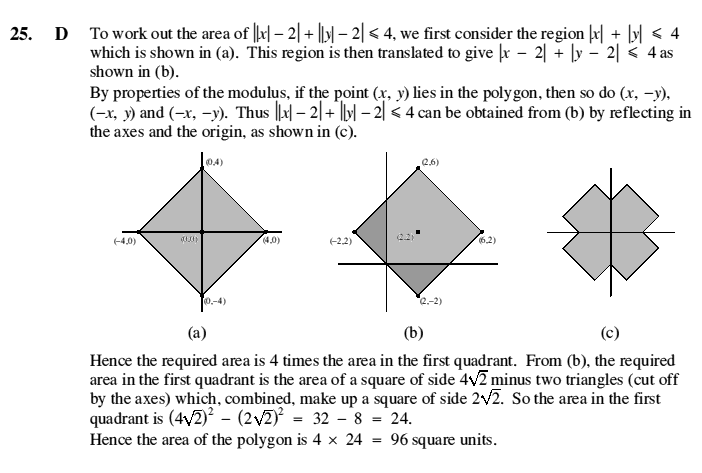 25. D To work out the area of ||x| − 2| + ||y| − 2| ⩽ 4, we first consider the region |x| + |y| ⩽ 4
which is shown in (a). This region is then translated to give |x − 2| + |y − 2| ⩽ 4 as
shown in (b).
By properties of the modulus, if the point (x, y) lies in the polygon, then so do (x, −y),
(−x, y) and (−x, −y). Thus ||x| − 2| + ||y| − 2| ⩽ 4 can be obtained from (b) by reflecting in
the axes and the origin, as shown in (c).
(0,4) (2,6)
(−4,0) (0,0) (4,0) (−2,2) (2,2) (6,2)
(0,−4) (2,−2)
(a) (b) (c)
Hence the required area is 4 times the area in the first quadrant. From (b), the required
area in the first quadrant is the area of a square of side 4√2 minus two triangles (cut off
by the axes) which, combined, make up a square of side 2√2. So the area in the first
quadrant is (4√2)² − (2√2)² = 32 − 8 = 24.
Hence the area of the polygon is 4 × 24 = 96 square units.